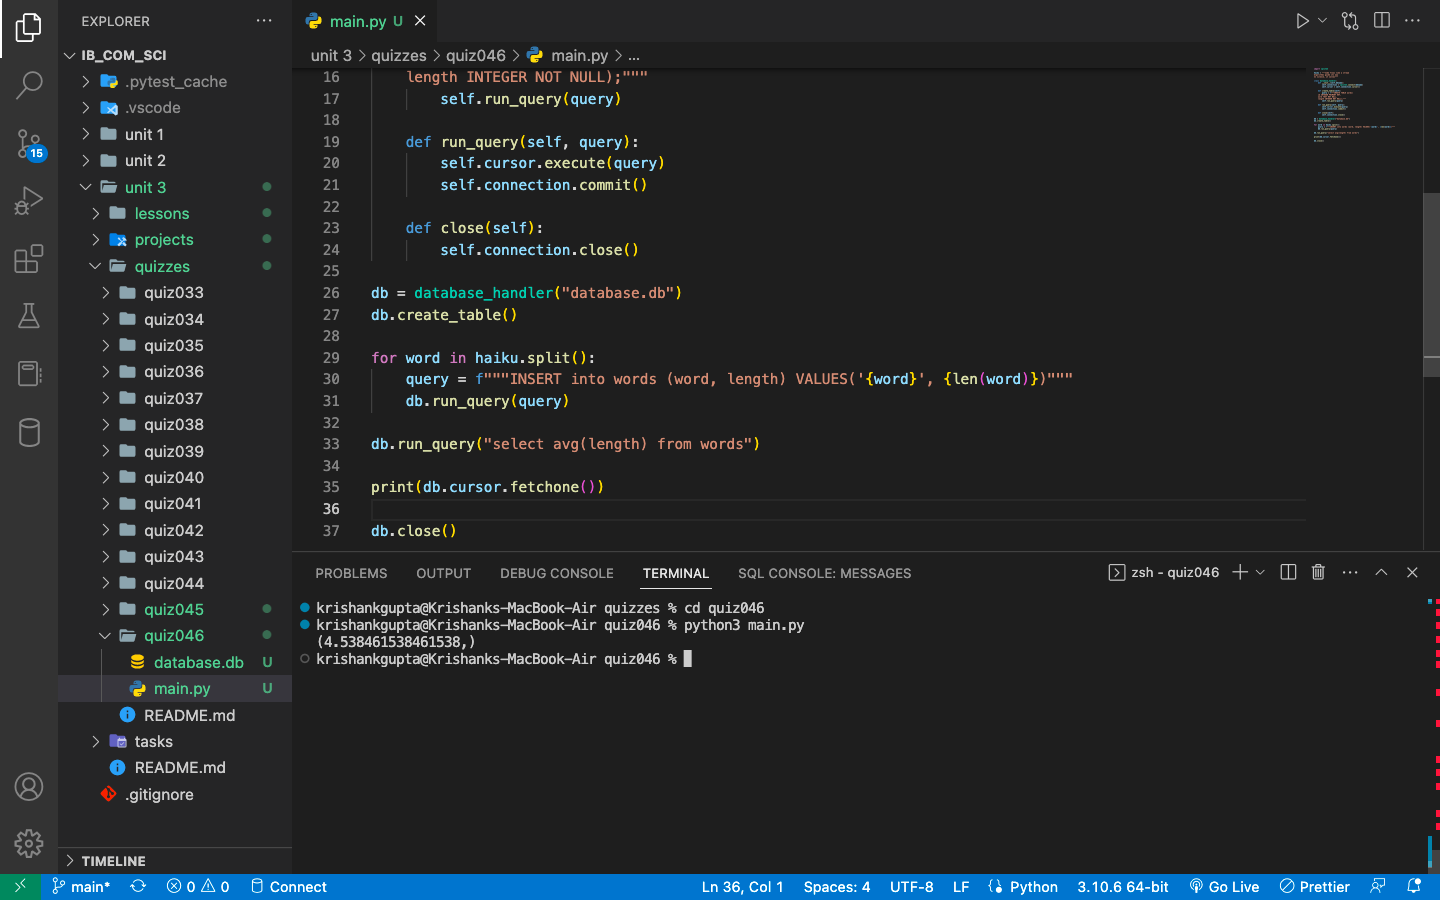 EXPLORER
IB_COM_SCI
.pytest_cache
.vscode
unit 1
15
unit 2
unit 3
lessons
projects
quizzes
quiz033
quiz034
quiz035
quiz036
quiz037
quiz038
quiz039
quiz040
quiz041
quiz042
quiz043
quiz044
quiz045
quiz046
database.db U
main.py U
README.md
tasks
README.md
.gitignore
TIMELINE
main.py U
unit 3 > quizzes > quiz046 > main.py > ...
16 length INTEGER NOT NULL);"""
17 self.run_query(query)
18
19 def run_query(self, query):
20 self.cursor.execute(query)
21 self.connection.commit()
22
23 def close(self):
24 self.connection.close()
25
26 db = database_handler("database.db")
27 db.create_table()
28
29 for word in haiku.split():
30 query = f"""INSERT into words (word, length) VALUES('{word}', {len(word)})"""
31 db.run_query(query)
32
33 db.run_query("select avg(length) from words")
34
35 print(db.cursor.fetchone())
36
37 db.close()
PROBLEMS OUTPUT DEBUG CONSOLE TERMINAL SQL CONSOLE: MESSAGES zsh - quiz046
krishankgupta@Krishanks-MacBook-Air quizzes % cd quiz046
krishankgupta@Krishanks-MacBook-Air quiz046 % python3 main.py
(4.538461538461538,)
krishankgupta@Krishanks-MacBook-Air quiz046 %
main* 0 0 Connect Ln 36, Col 1 Spaces: 4 UTF-8 LF Python 3.10.6 64-bit Go Live Prettier